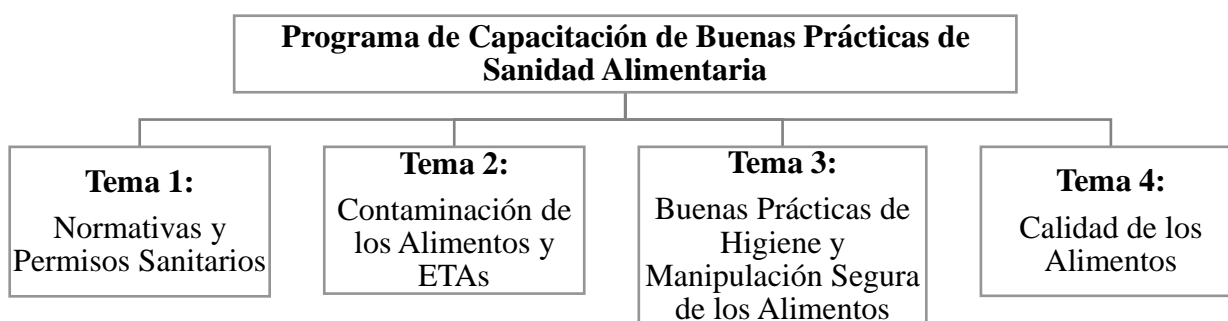 Programa de Capacitación de Buenas Prácticas de
Sanidad Alimentaria
Tema 1:
Normativas y
Permisos Sanitarios
Tema 2:
Contaminación de
los Alimentos y
ETAs
Tema 3:
Buenas Prácticas de
Higiene y
Manipulación Segura
de los Alimentos
Tema 4:
Calidad de los
Alimentos